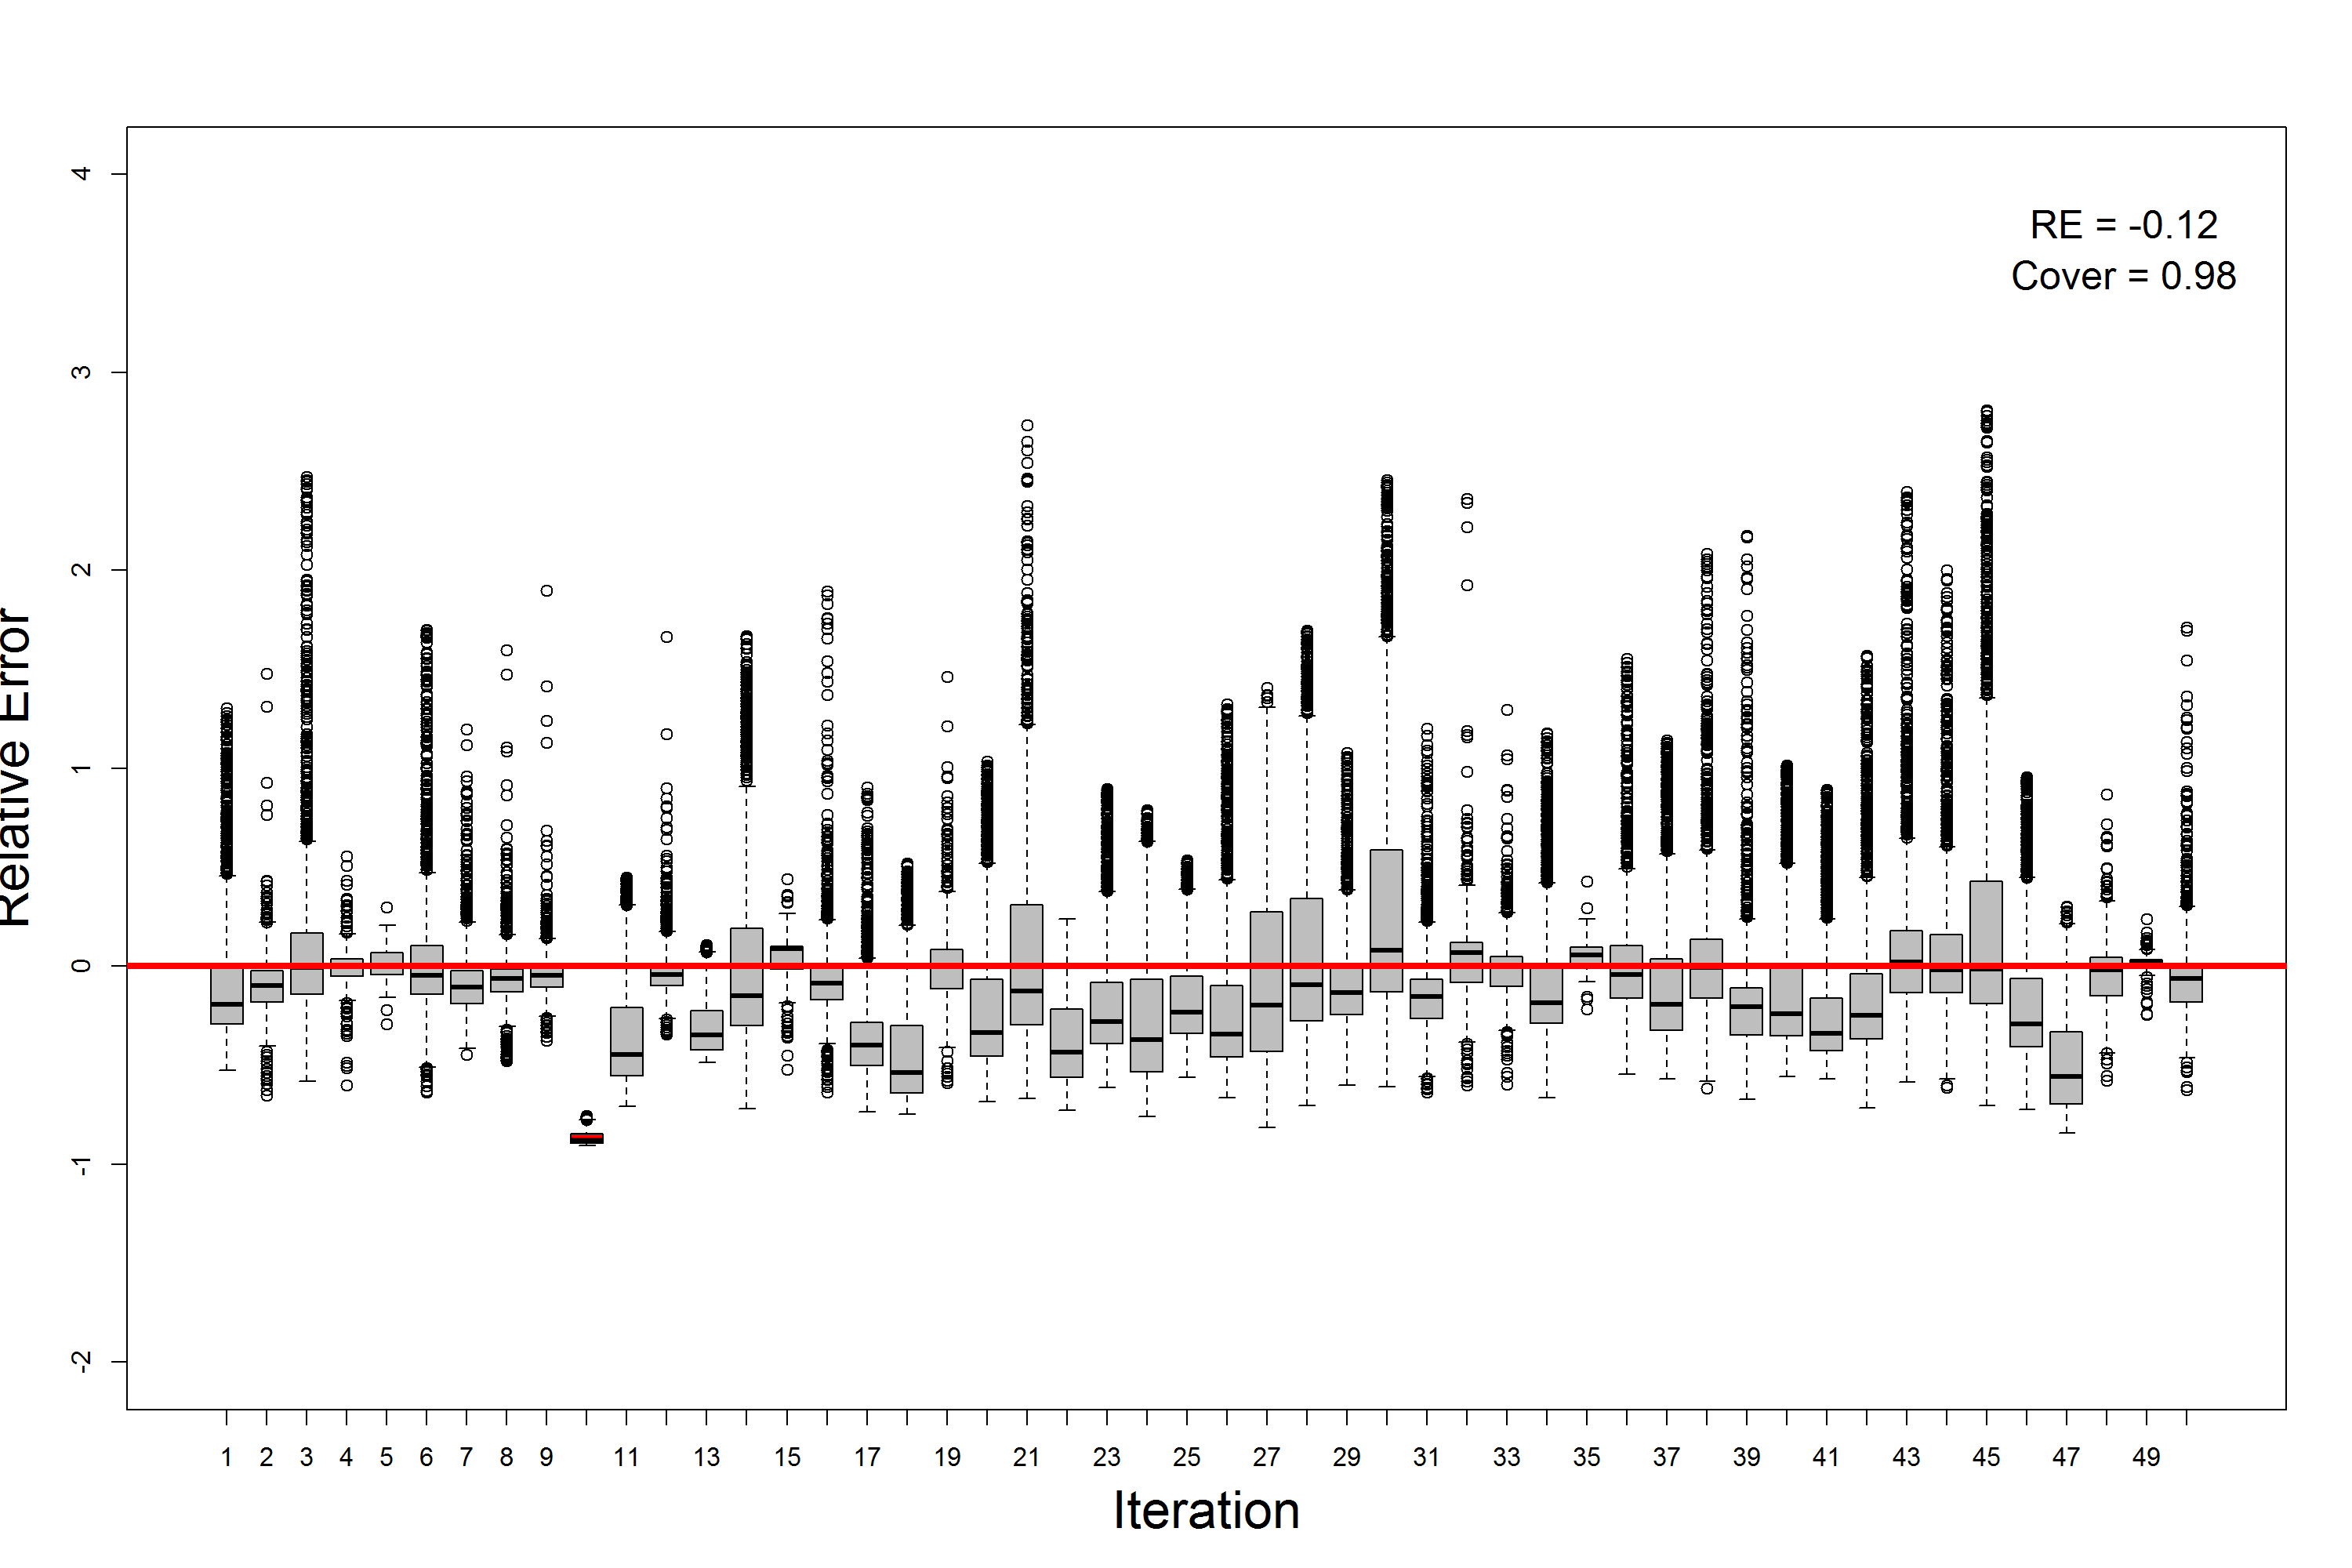 RE = -0.12
Cover = 0.98
Relative Error
4
3
2
1
0
-1
-2
1 2 3 4 5 6 7 8 9 11 13 15 17 19 21 23 25 27 29 31 33 35 37 39 41 43 45 47 49
Iteration